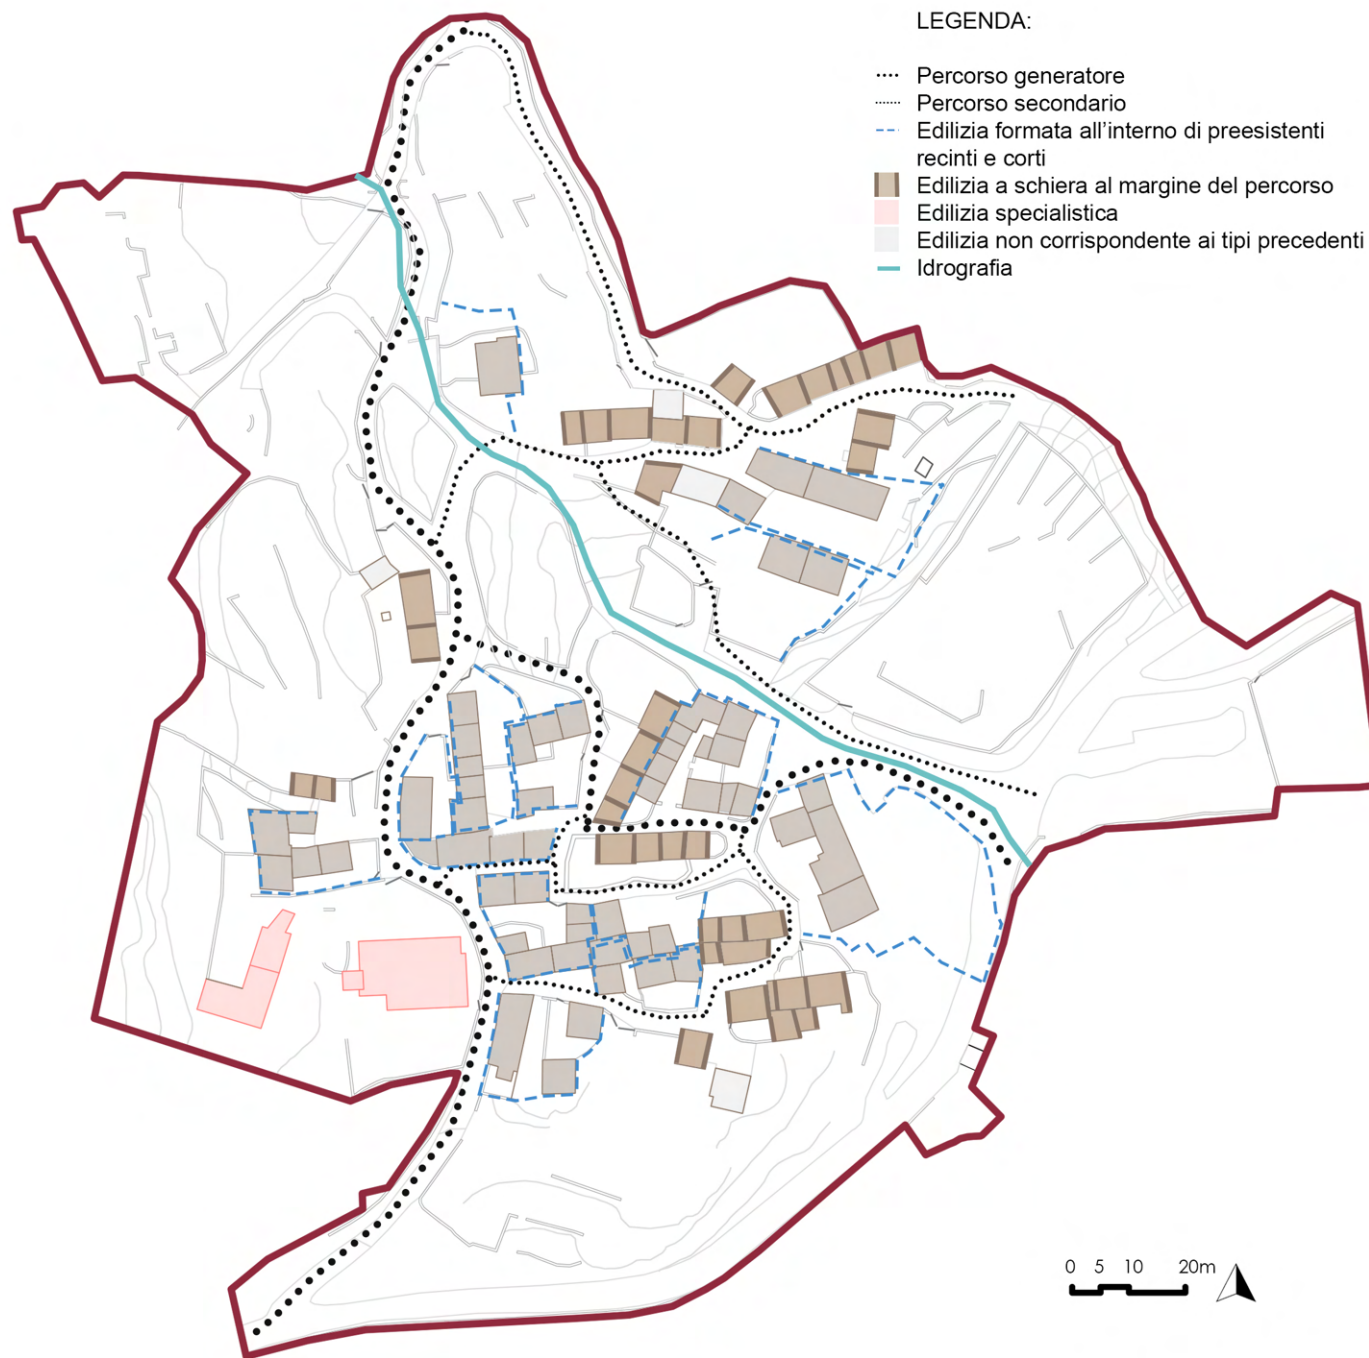 LEGENDA:
Percorso generatore
Percorso secondario
Edilizia formata all'interno di preesistenti
recinti e corti
Edilizia a schiera al margine del percorso
Edilizia specialistica
Edilizia non corrispondente ai tipi precedenti
Idrografia
0 5 10 20m